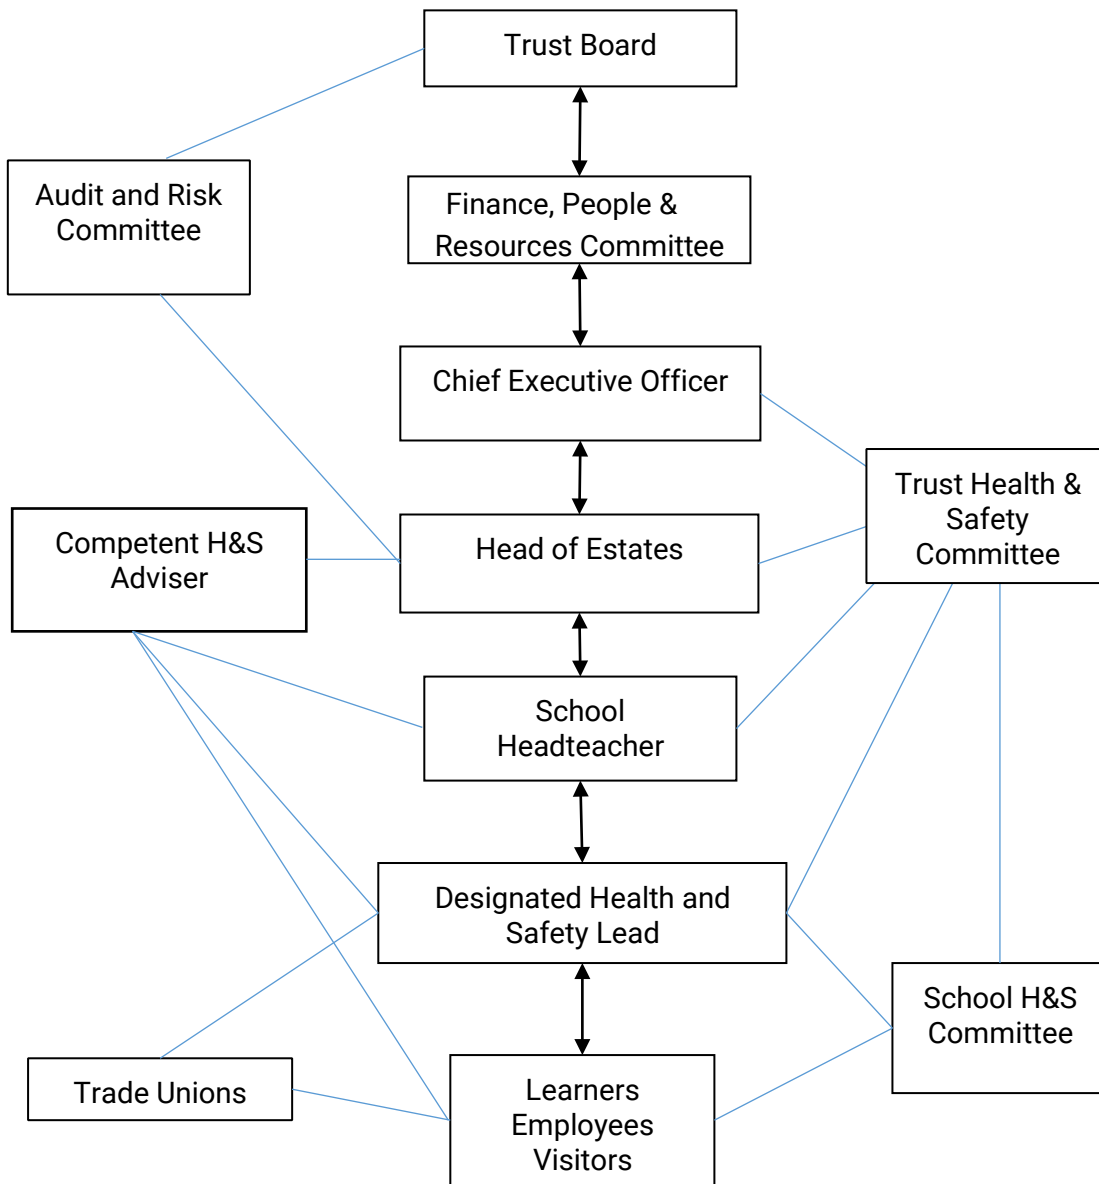 Trust Board
Audit and Risk
Committee
Finance, People &
Resources Committee
Chief Executive Officer
Trust Health &
Safety
Committee
Competent H&S
Adviser
Head of Estates
School
Headteacher
Designated Health and
Safety Lead
School H&S
Committee
Trade Unions
Learners
Employees
Visitors